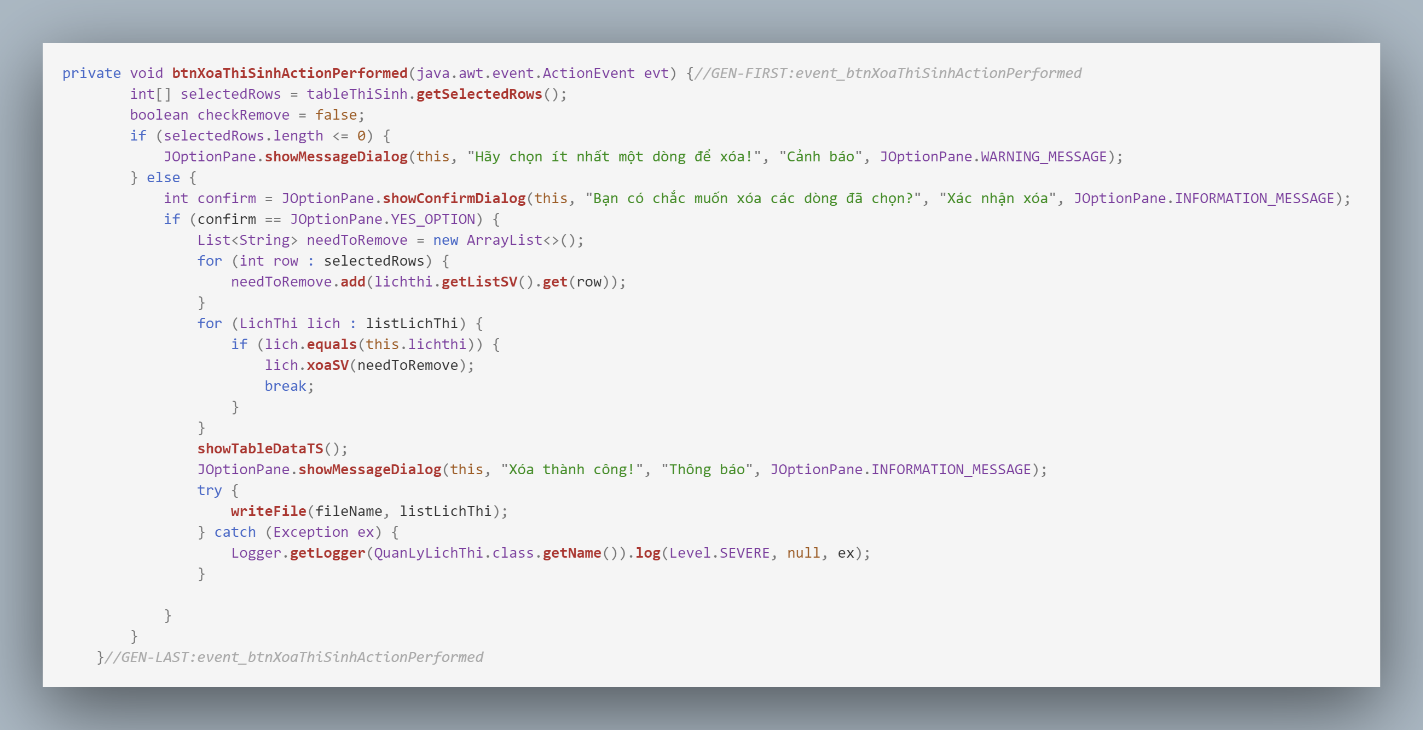 private void btnXoaThiSinhActionPerformed(java.awt.event.ActionEvent evt) {//GEN-FIRST:event_btnXoaThiSinhActionPerformed
        int[] selectedRows = tableThiSinh.getSelectedRows();
        boolean checkRemove = false;
        if (selectedRows.length <= 0) {
            JOptionPane.showMessageDialog(this, "Hãy chọn ít nhất một dòng để xóa!", "Cảnh báo", JOptionPane.WARNING_MESSAGE);
        } else {
            int confirm = JOptionPane.showConfirmDialog(this, "Bạn có chắc muốn xóa các dòng đã chọn?", "Xác nhận xóa", JOptionPane.INFORMATION_MESSAGE);
            if (confirm == JOptionPane.YES_OPTION) {
                List<String> needToRemove = new ArrayList<>();
                for (int row : selectedRows) {
                    needToRemove.add(lichthi.getListSV().get(row));
                }
                for (LichThi lich : listLichThi) {
                    if (lich.equals(this.lichthi)) {
                        lich.xoaSV(needToRemove);
                        break;
                    }
                }
                showTableDataTS();
                JOptionPane.showMessageDialog(this, "Xóa thành công!", "Thông báo", JOptionPane.INFORMATION_MESSAGE);
                try {
                    writeFile(fileName, listLichThi);
                } catch (Exception ex) {
                    Logger.getLogger(QuanLyLichThi.class.getName()).log(Level.SEVERE, null, ex);
                }

            }
        }
    }//GEN-LAST:event_btnXoaThiSinhActionPerformed